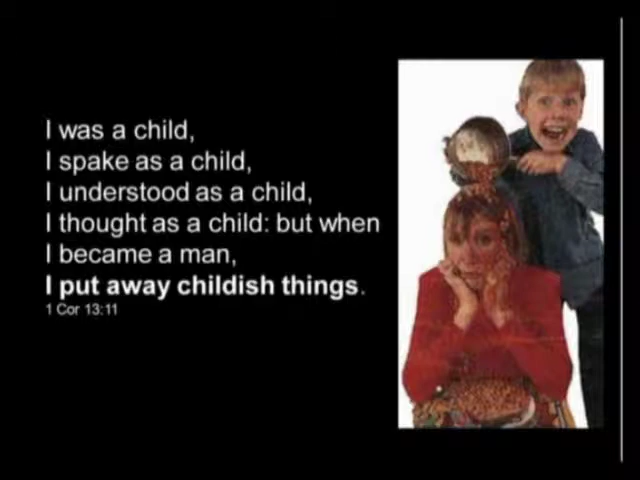 I was a child,
I spake as a child,
I understood as a child,
I thought as a child: but when
I became a man,
I put away childish things.
1 Cor 13:11